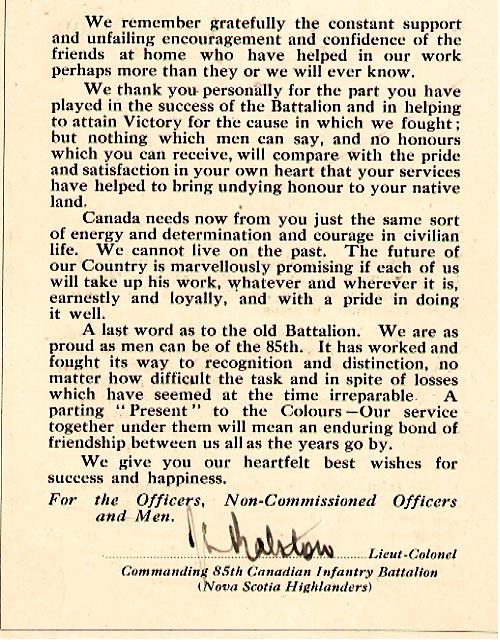 We remember gratefully the constant support
and unfailing encouragement and confidence of the
friends at home who have helped in our work
perhaps more than they or we will ever know.
We thank you personally for the part you have
played in the success of the Battalion and in helping
to attain Victory for the cause in which we fought;
but nothing which men can say, and no honours
which you can receive, will compare with the pride
and satisfaction in your own heart that your services
have helped to bring undying honour to your native
land.
Canada needs now from you just the same sort
of energy and determination and courage in civilian
life. We cannot live on the past. The future of
our Country is marvellously promising if each of us
will take up his work, whatever and wherever it is,
earnestly and loyally, and with a pride in doing
it well.
A last word as to the old Battalion. We are as
proud as men can be of the 85th. It has worked and
fought its way to recognition and distinction, no
matter how difficult the task and in spite of losses
which have seemed at the time irreparable. A
parting "Present" to the Colours—Our service
together under them will mean an enduring bond of
friendship between us all as the years go by.
We give you our heartfelt best wishes for
success and happiness.
For the Officers, Non-Commissioned Officers
and Men.
J L Ralston Lieut-Colonel
Commanding 85th Canadian Infantry Battalion
(Nova Scotia Highlanders)